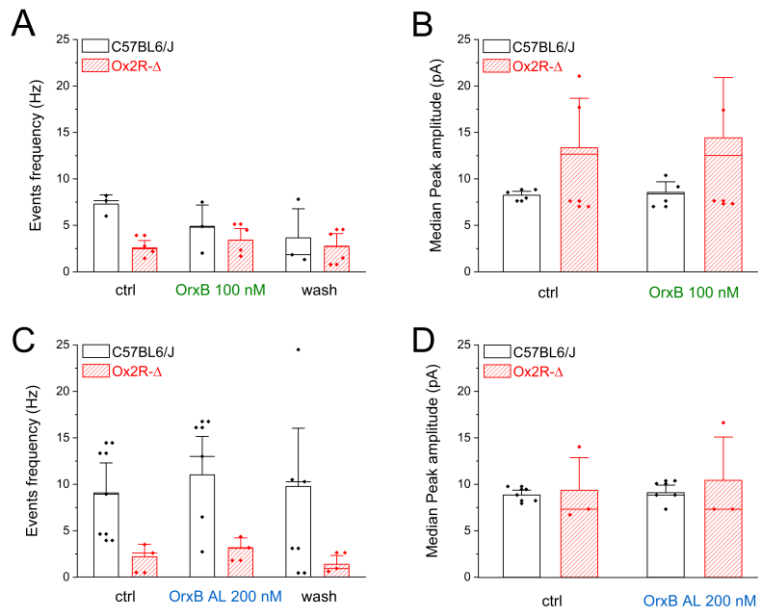 A
C57BL6/J
Ox2R-Δ
Events frequency (Hz)
25
20
15
10
5
0
ctrl OrxB 100 nM wash
B
C57BL6/J
Ox2R-Δ
Median Peak amplitude (pA)
25
20
15
10
5
0
ctrl OrxB 100 nM
C
C57BL6/J
Ox2R-Δ
Events frequency (Hz)
25
20
15
10
5
0
ctrl OrxB AL 200 nM wash
D
C57BL6/J
Ox2R-Δ
Median Peak amplitude (pA)
25
20
15
10
5
0
ctrl OrxB AL 200 nM